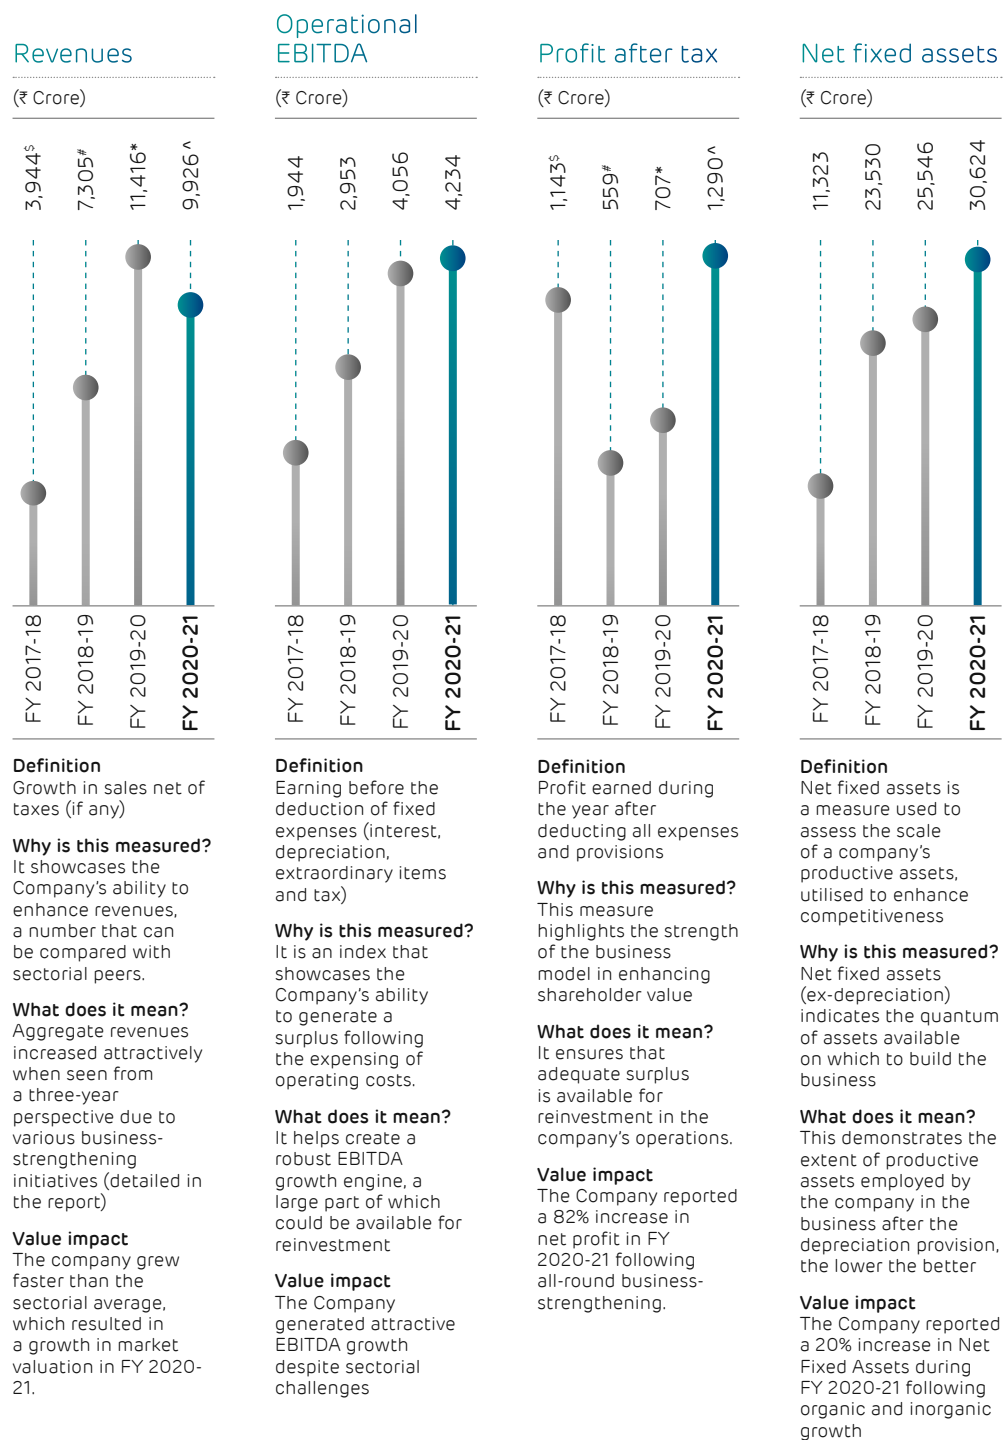 Revenues
(₹ Crore)
3,944$
7,305#
11,416*
9,926^
FY 2017-18
FY 2018-19
FY 2019-20
FY 2020-21
Definition
Growth in sales net of
taxes (if any)
Why is this measured?
It showcases the
Company’s ability to
enhance revenues,
a number that can
be compared with
sectorial peers.
What does it mean?
Aggregate revenues
increased attractively
when seen from
a three-year
perspective due to
various business-
strengthening
initiatives (detailed in
the report)
Value impact
The company grew
faster than the
sectorial average,
which resulted in
a growth in market
valuation in FY 2020-
21.
Operational
EBITDA
(₹ Crore)
1,944
2,953
4,056
4,234
FY 2017-18
FY 2018-19
FY 2019-20
FY 2020-21
Definition
Earning before the
deduction of fixed
expenses (interest,
depreciation,
extraordinary items
and tax)
Why is this measured?
It is an index that
showcases the
Company’s ability
to generate a
surplus following
the expensing of
operating costs.
What does it mean?
It helps create a
robust EBITDA
growth engine, a
large part of which
could be available for
reinvestment
Value impact
The Company
generated attractive
EBITDA growth
despite sectorial
challenges
Profit after tax
(₹ Crore)
1,143$
559#
707*
1,290^
FY 2017-18
FY 2018-19
FY 2019-20
FY 2020-21
Definition
Profit earned during
the year after
deducting all expenses
and provisions
Why is this measured?
This measure
highlights the strength
of the business
model in enhancing
shareholder value
What does it mean?
It ensures that
adequate surplus
is available for
reinvestment in the
company’s operations.
Value impact
The Company reported
a 82% increase in
net profit in FY
2020-21 following
all-round business-
strengthening.
Net fixed assets
(₹ Crore)
11,323
23,530
25,546
30,624
FY 2017-18
FY 2018-19
FY 2019-20
FY 2020-21
Definition
Net fixed assets is
a measure used to
assess the scale
of a company’s
productive assets,
utilised to enhance
competitiveness
Why is this measured?
Net fixed assets
(ex-depreciation)
indicates the quantum
of assets available
on which to build the
business
What does it mean?
This demonstrates the
extent of productive
assets employed by
the company in the
business after the
depreciation provision,
the lower the better
Value impact
The Company reported
a 20% increase in Net
Fixed Assets during
FY 2020-21 following
organic and inorganic
growth